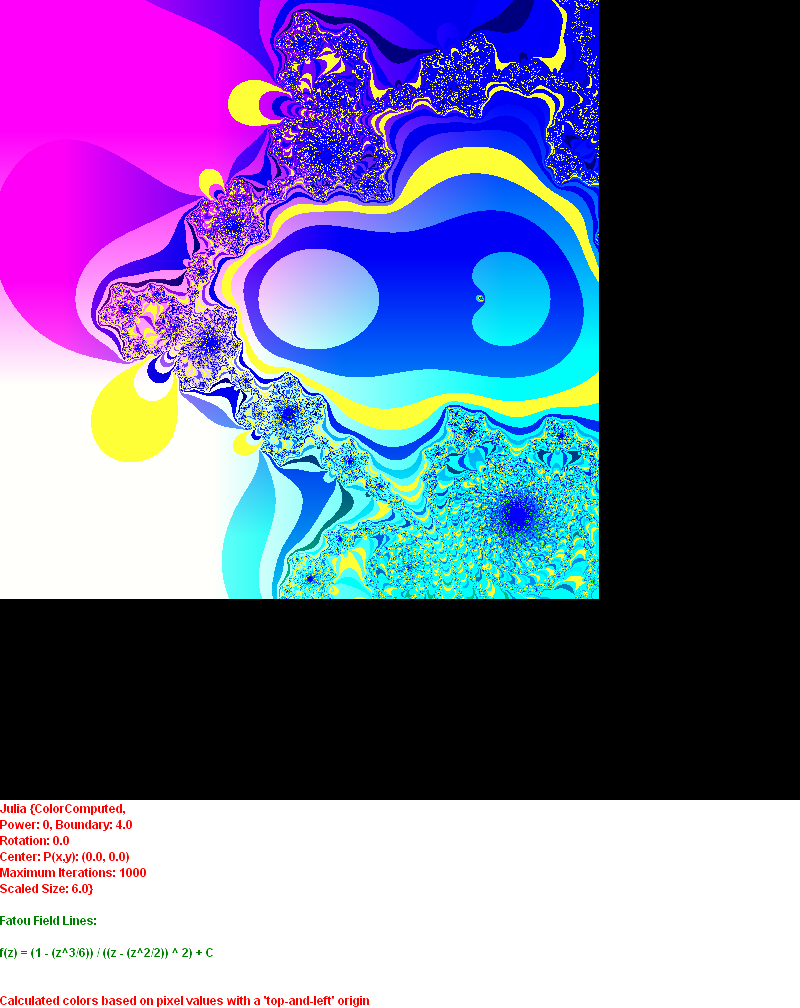 Julia {ColorComputed,
Power: 0, Boundary: 4.0
Rotation: 0.0
Center: P(x,y): (0.0, 0.0)
Maximum Iterations: 1000
Scaled Size: 6.0}
Fatou Field Lines:
f(z) = (1 - (z^3/6)) / ((z - (z^2/2)) ^ 2) + C
Calculated colors based on pixel values with a 'top-and-left' origin